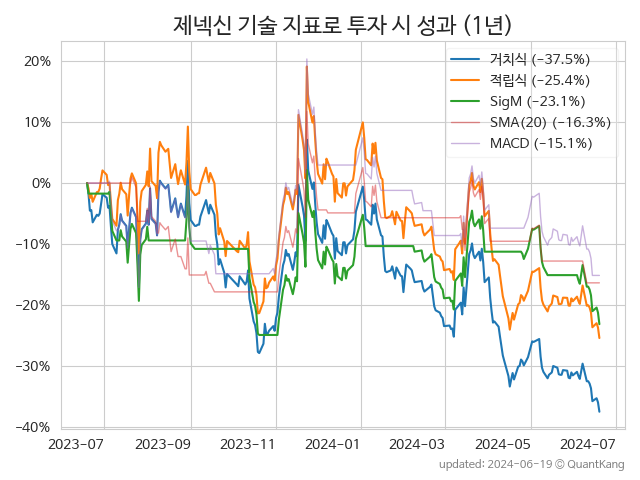 제넥신 기술 지표로 투자 시 성과 (1년)
거치식 (−37.5%)
적립식 (−25.4%)
SigM (−23.1%)
SMA(20) (−16.3%)
MACD (−15.1%)
20%
10%
0%
−10%
−20%
−30%
−40%
2023−07 2023−09 2023−11 2024−01 2024−03 2024−05 2024−07
updated: 2024−06−19 © QuantKang